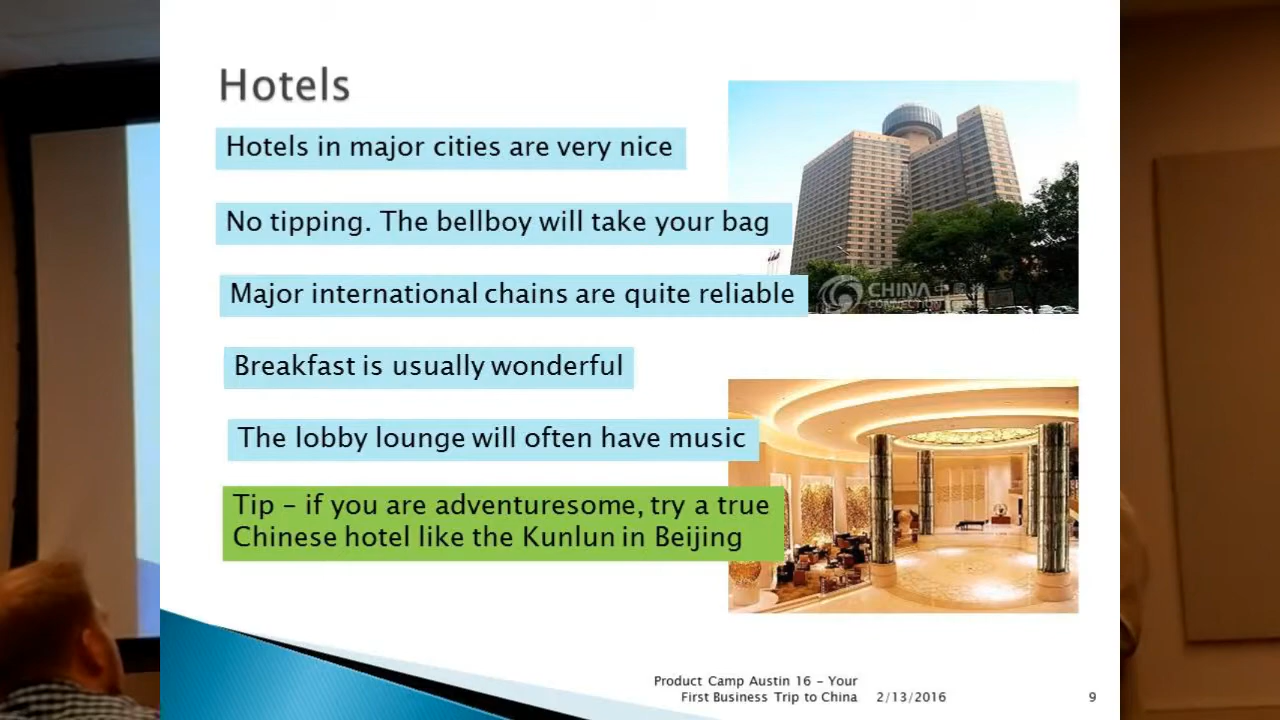 Hotels
Hotels in major cities are very nice
No tipping. The bellboy will take your bag
Major international chains are quite reliable
CHINA 中国
CONNECTION
Breakfast is usually wonderful
The lobby lounge will often have music
Tip – if you are adventuresome, try a true
Chinese hotel like the Kunlun in Beijing
Product Camp Austin 16 – Your
First Business Trip to China
2/13/2016
9